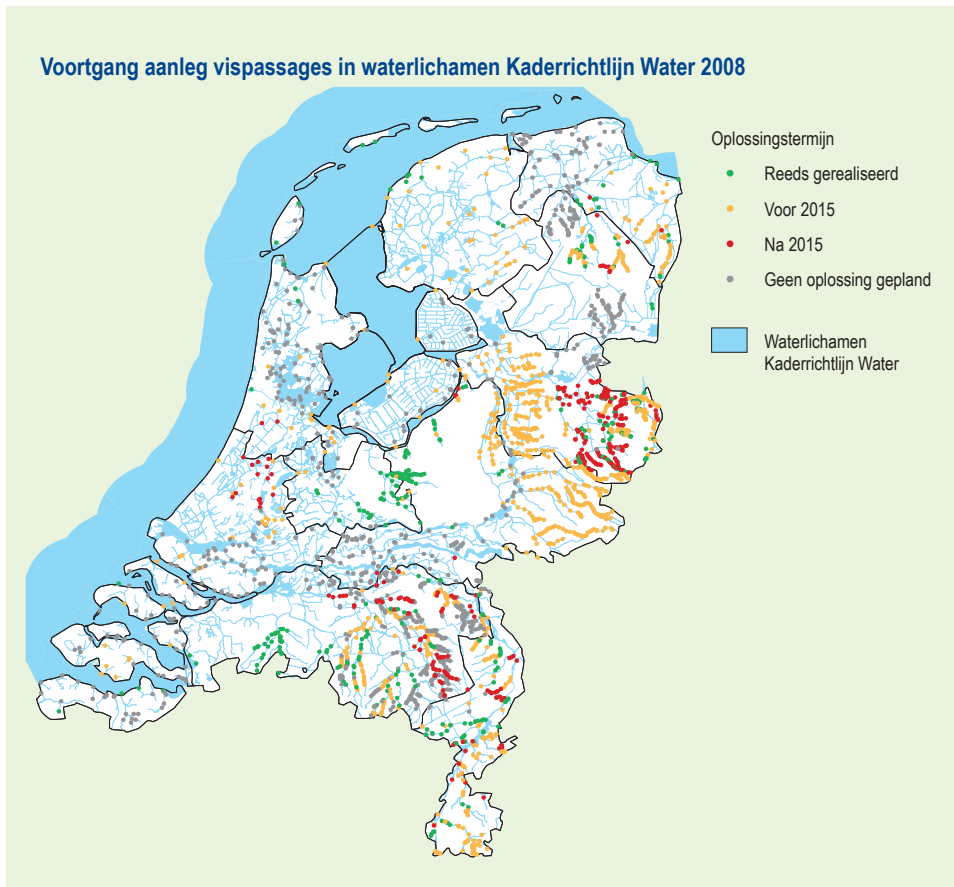 Voortgang aanleg vispassages in waterlichamen Kaderrichtlijn Water 2008
Oplossingstermijn
Reeds gerealiseerd
Voor 2015
Na 2015
Geen oplossing gepland
Waterlichamen
Kaderrichtlijn Water